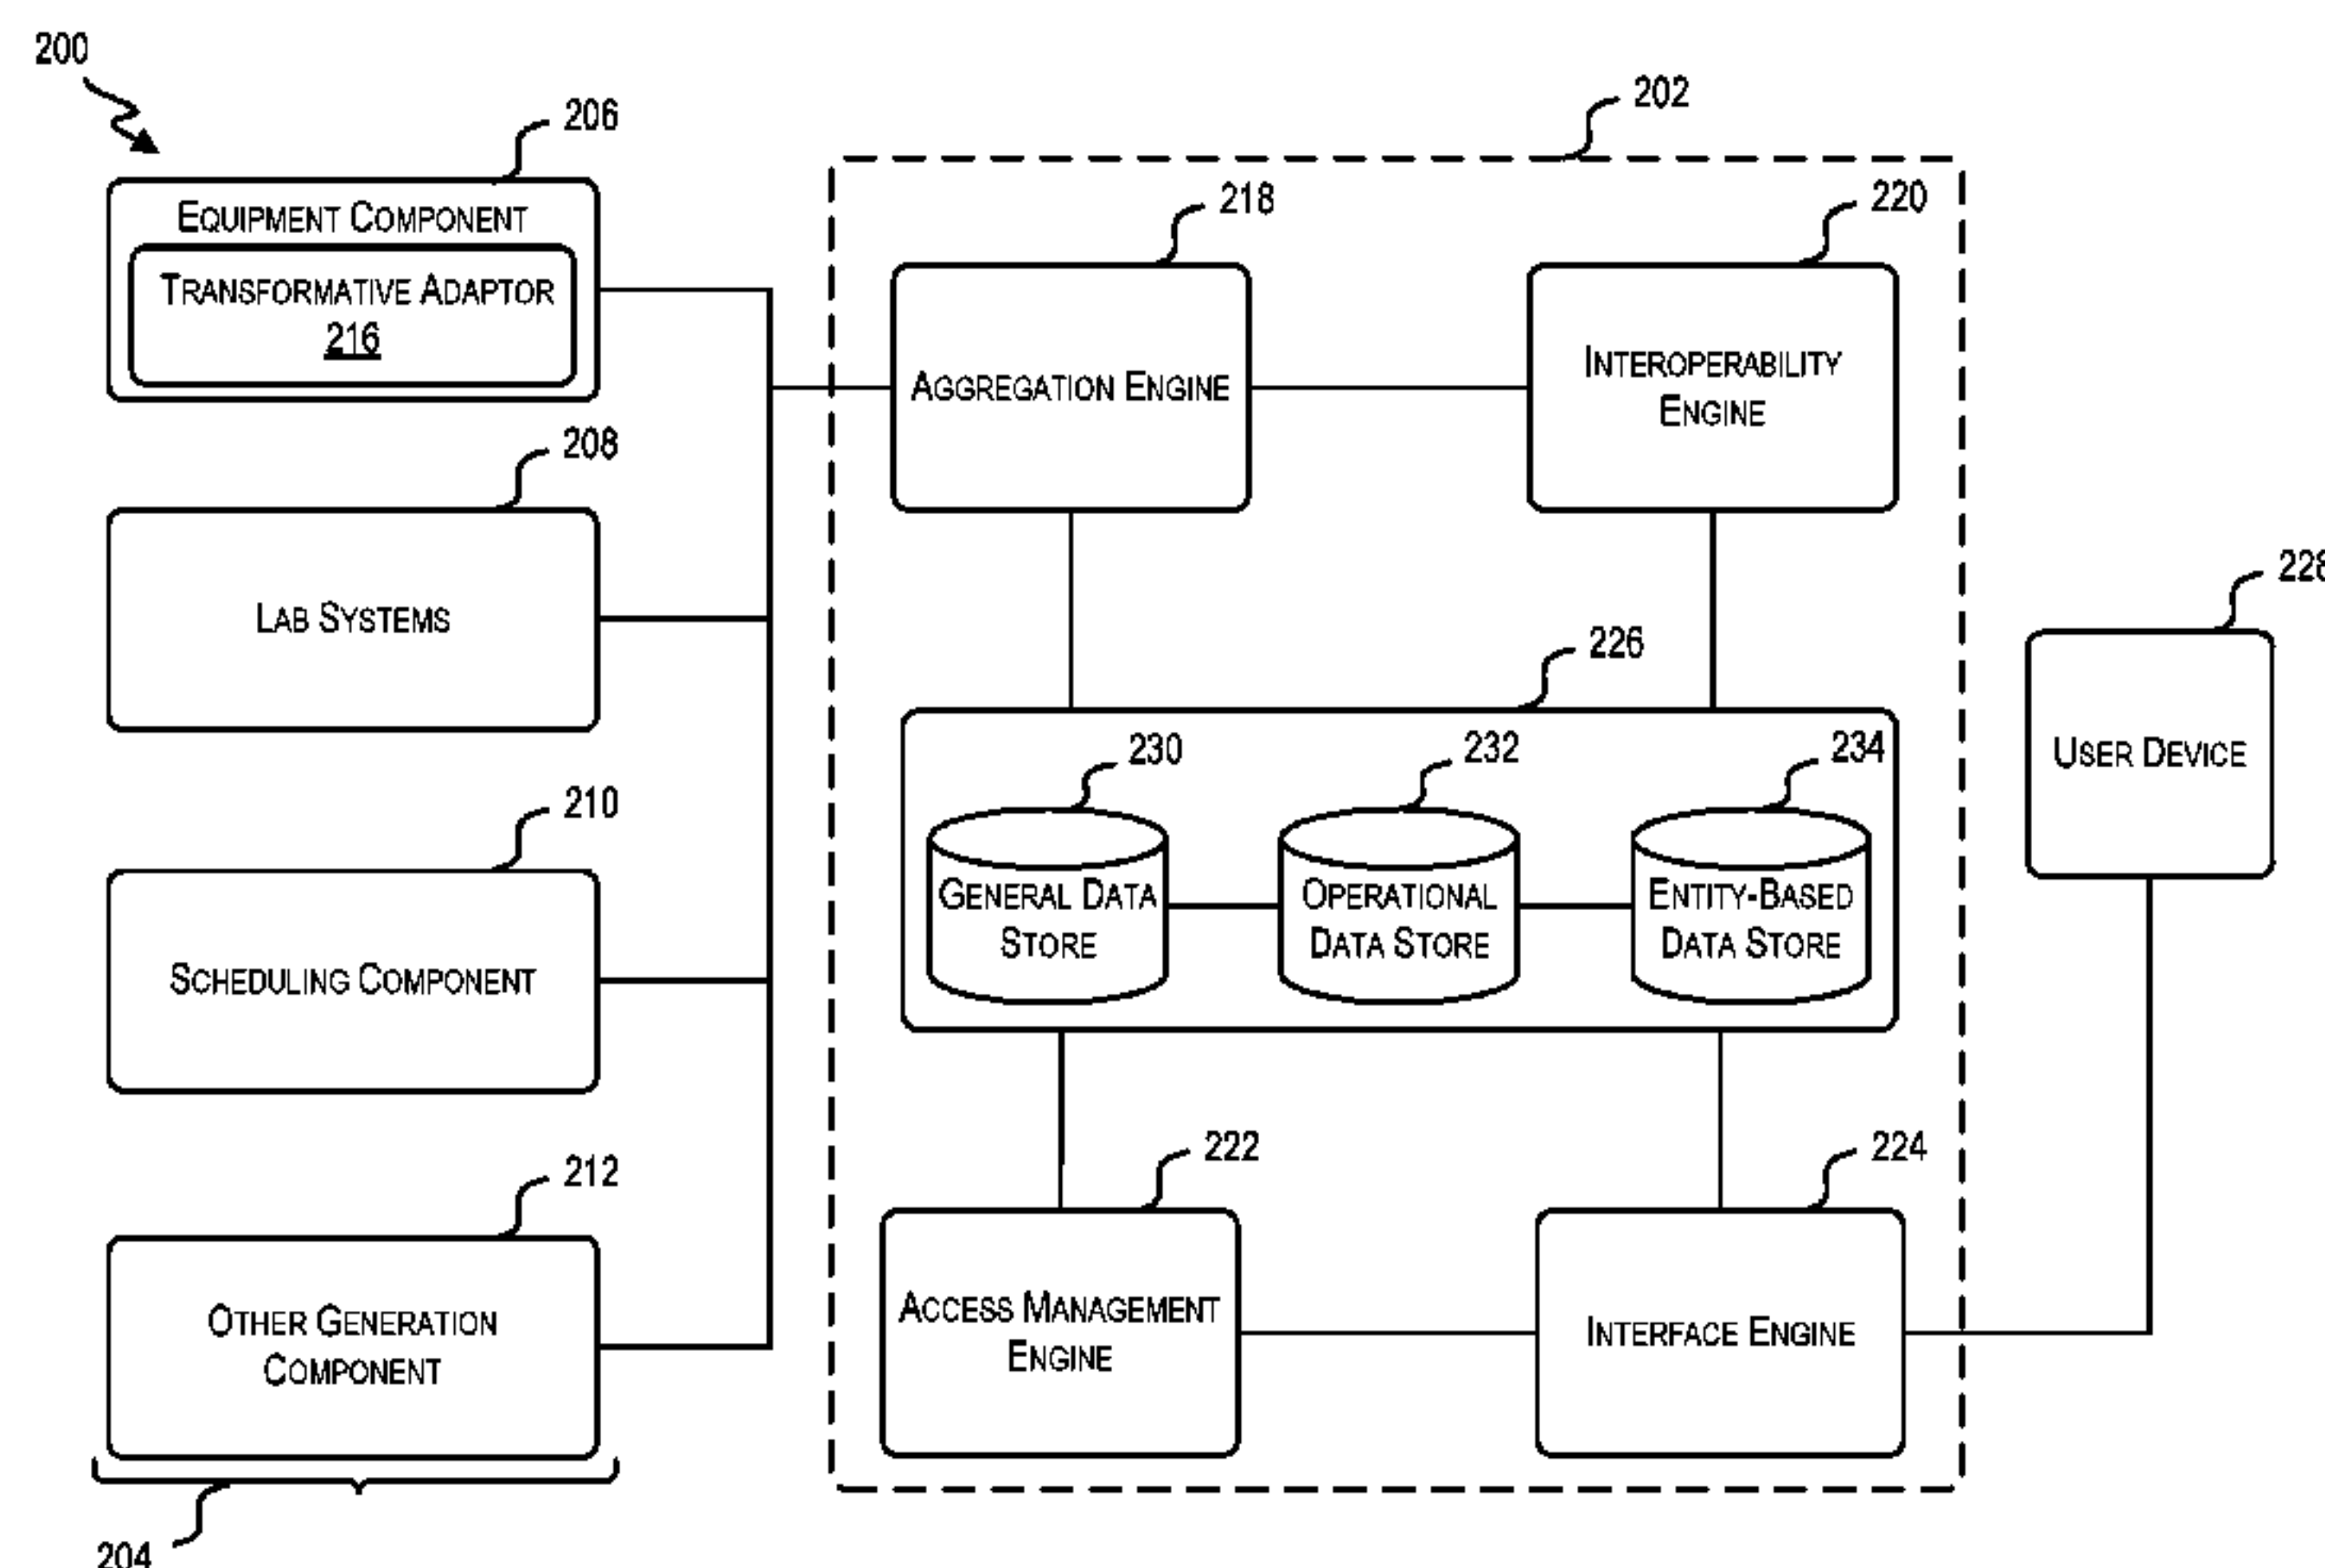 200
206
202
EQUIPMENT COMPONENT
TRANSFORMATIVE ADAPTOR
216
218
220
AGGREGATION ENGINE
INTEROPERABILITY
ENGINE
208
LAB SYSTEMS
228
USER DEVICE
226
230
232
234
GENERAL DATA
STORE
OPERATIONAL
DATA STORE
ENTITY-BASED
DATA STORE
210
SCHEDULING COMPONENT
222
224
212
OTHER GENERATION
COMPONENT
ACCESS MANAGEMENT
ENGINE
INTERFACE ENGINE
204